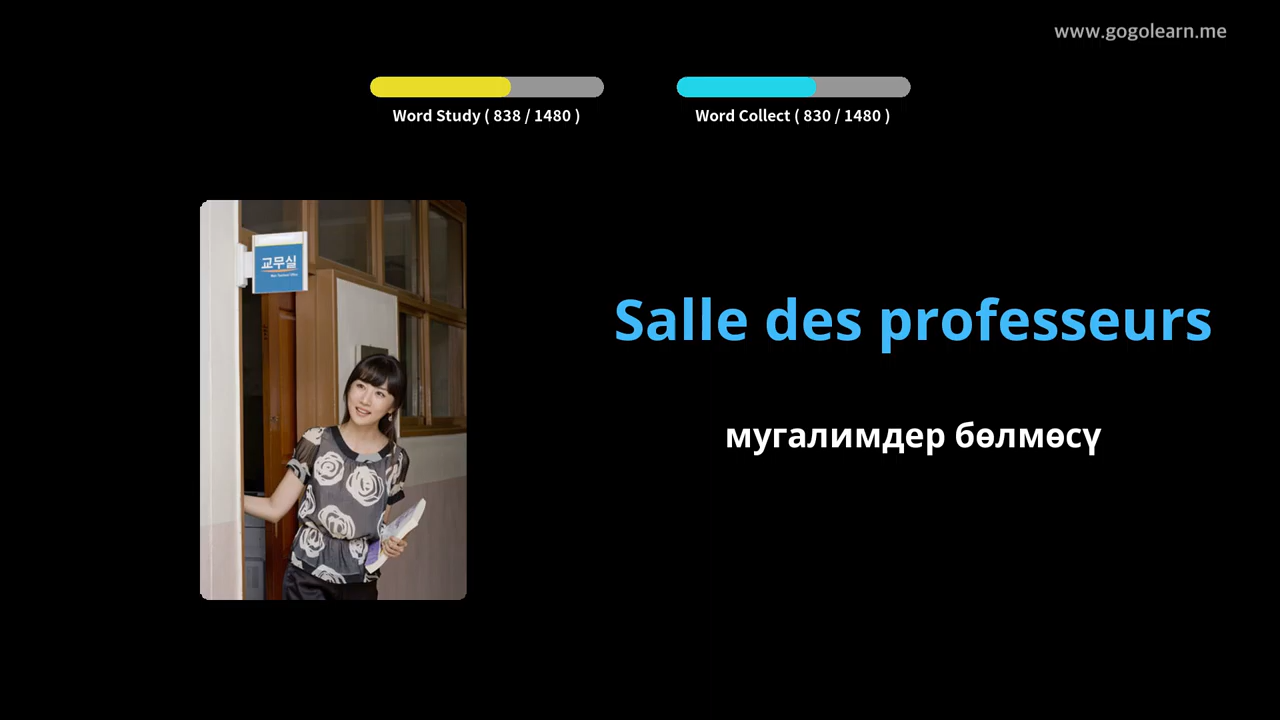 www.gogolearn.me
Word Study ( 838 / 1480 )
Word Collect ( 830 / 1480 )
교무실
Salle des professeurs
мугалимдер бөлмөсү